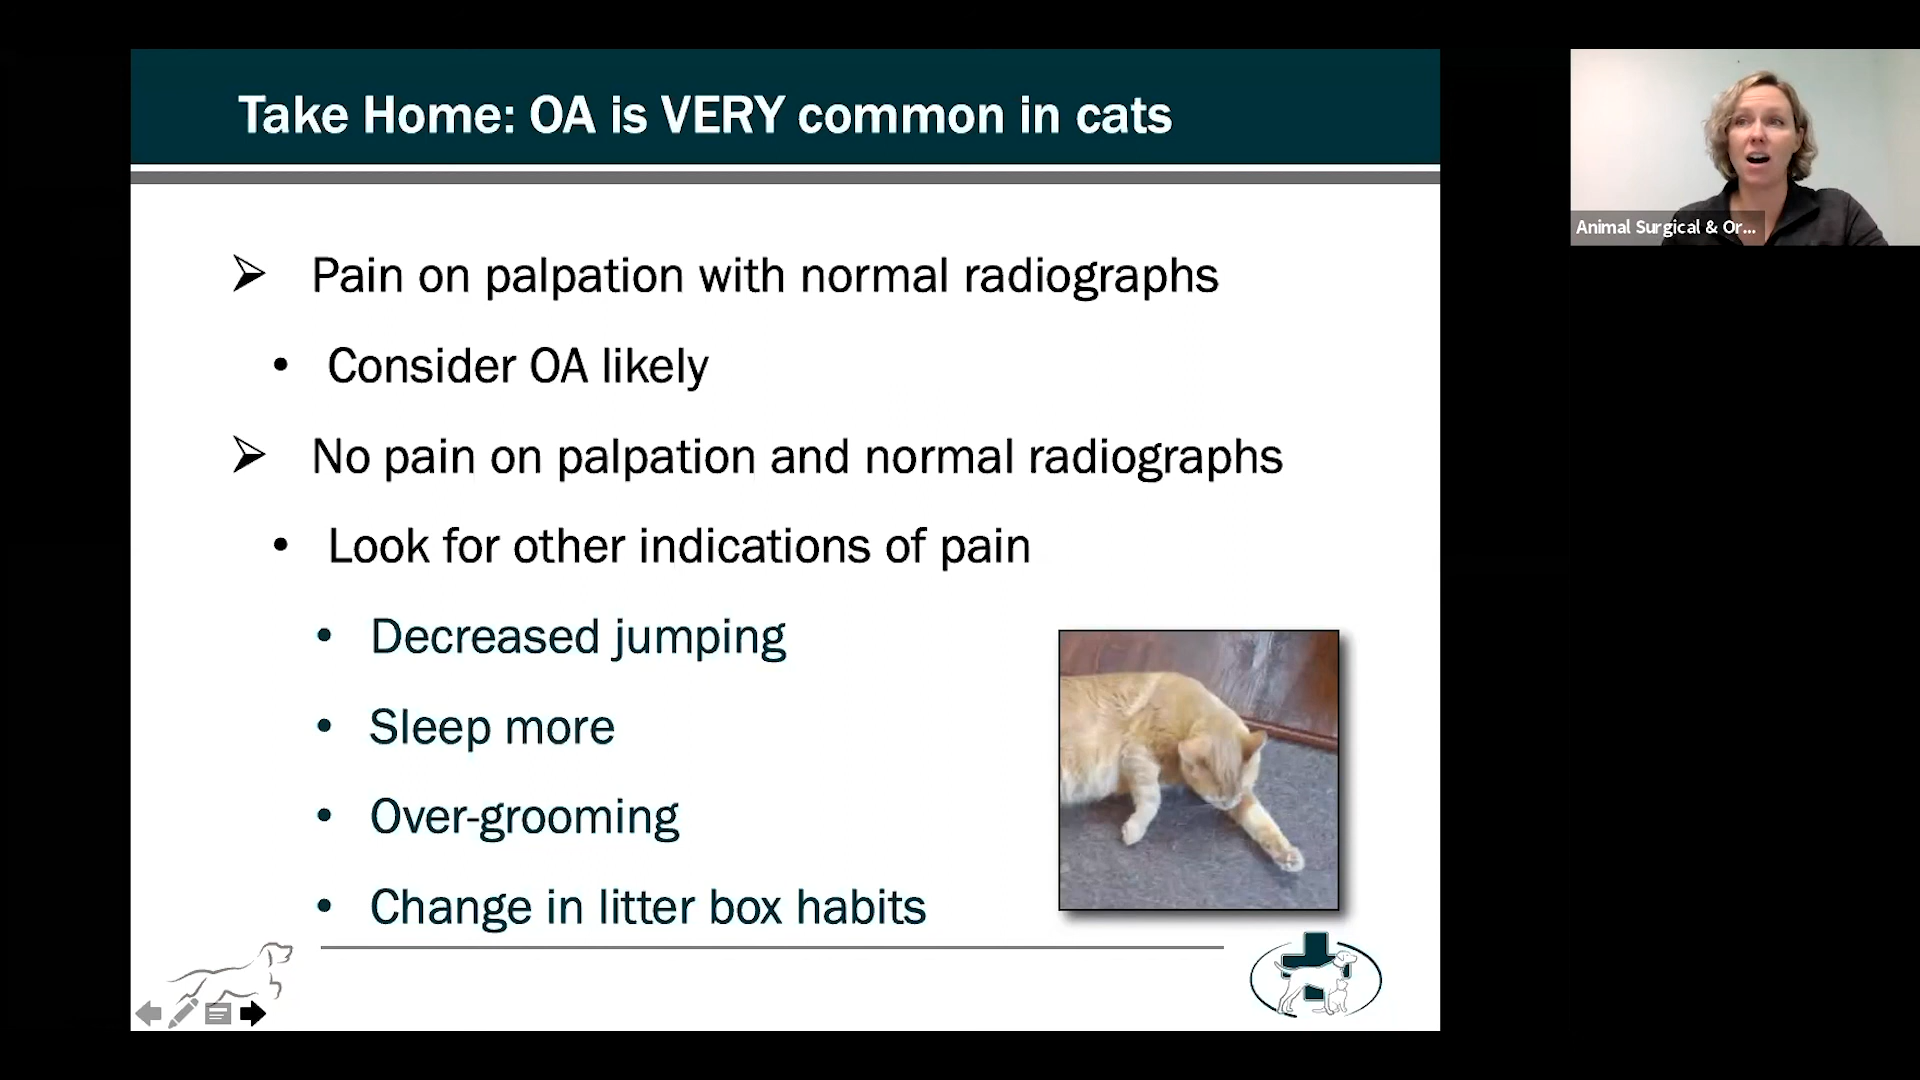 Take Home: OA is VERY common in cats
Animal Surgical & Or...
➢ Pain on palpation with normal radiographs
• Consider OA likely
➢ No pain on palpation and normal radiographs
• Look for other indications of pain
• Decreased jumping
• Sleep more
• Over-grooming
• Change in litter box habits